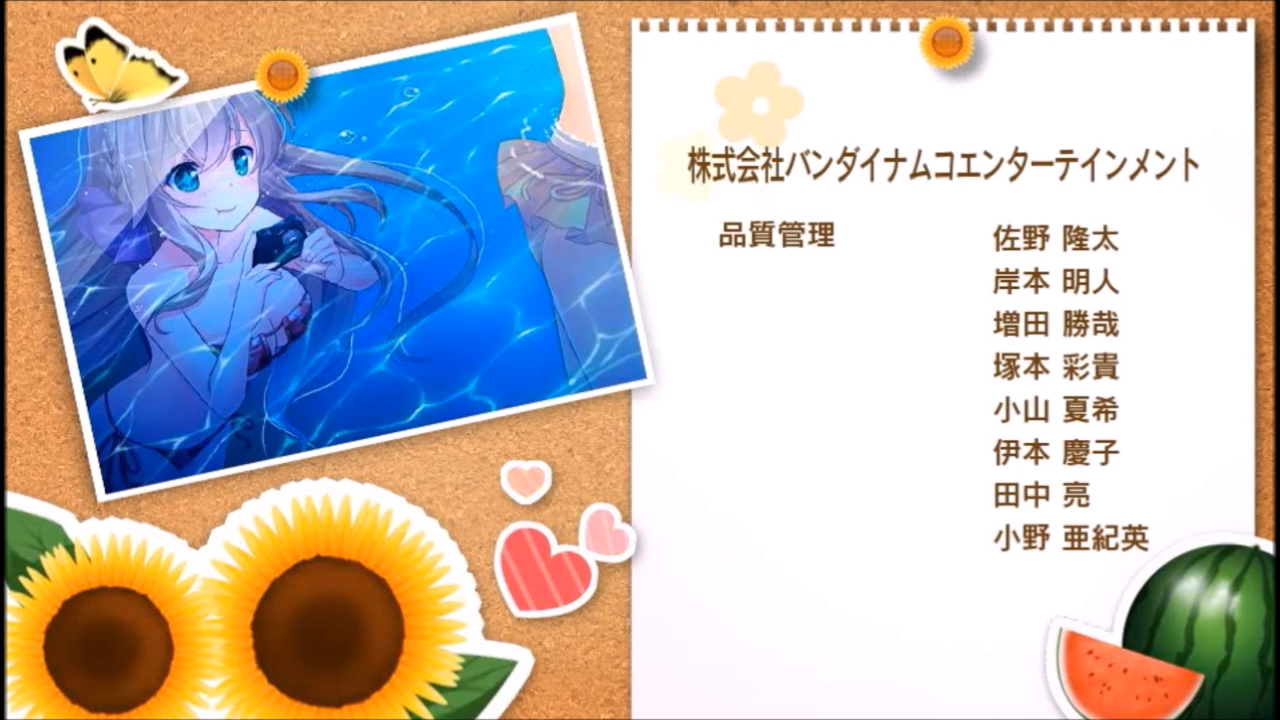 株式会社バンダイナムコエンターテインメント
品質管理 佐野 隆太
岸本 明人
増田 勝哉
塚本 彩貴
小山 夏希
伊本 慶子
田中 亮
小野 亜紀英